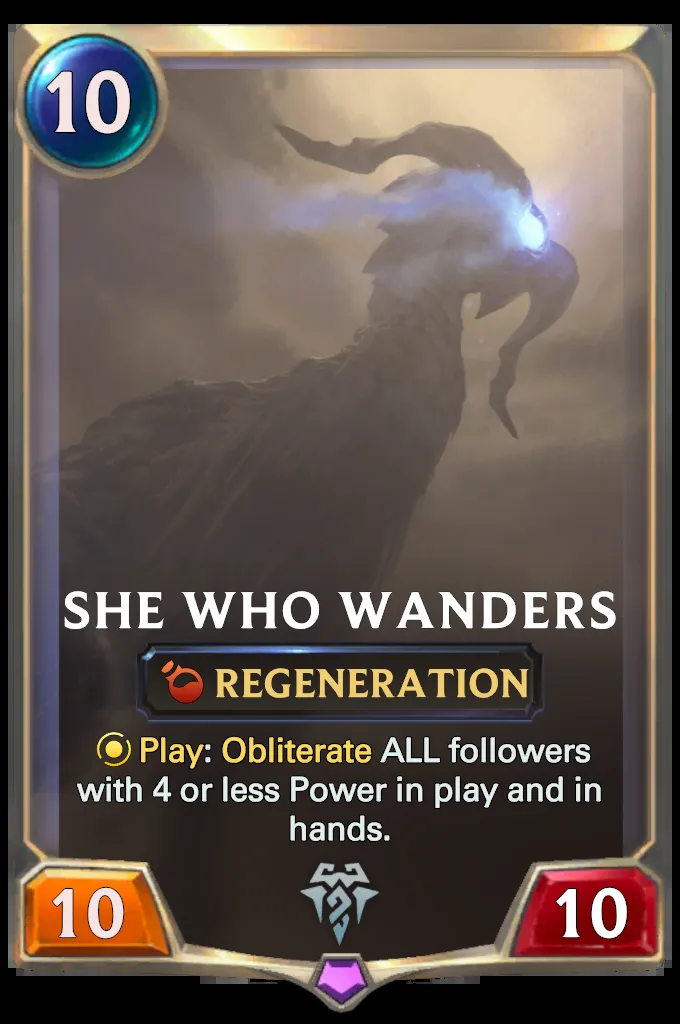 10
SHE WHO WANDERS
REGENERATION
Play: Obliterate ALL followers
with 4 or less Power in play and in
hands.
10
10